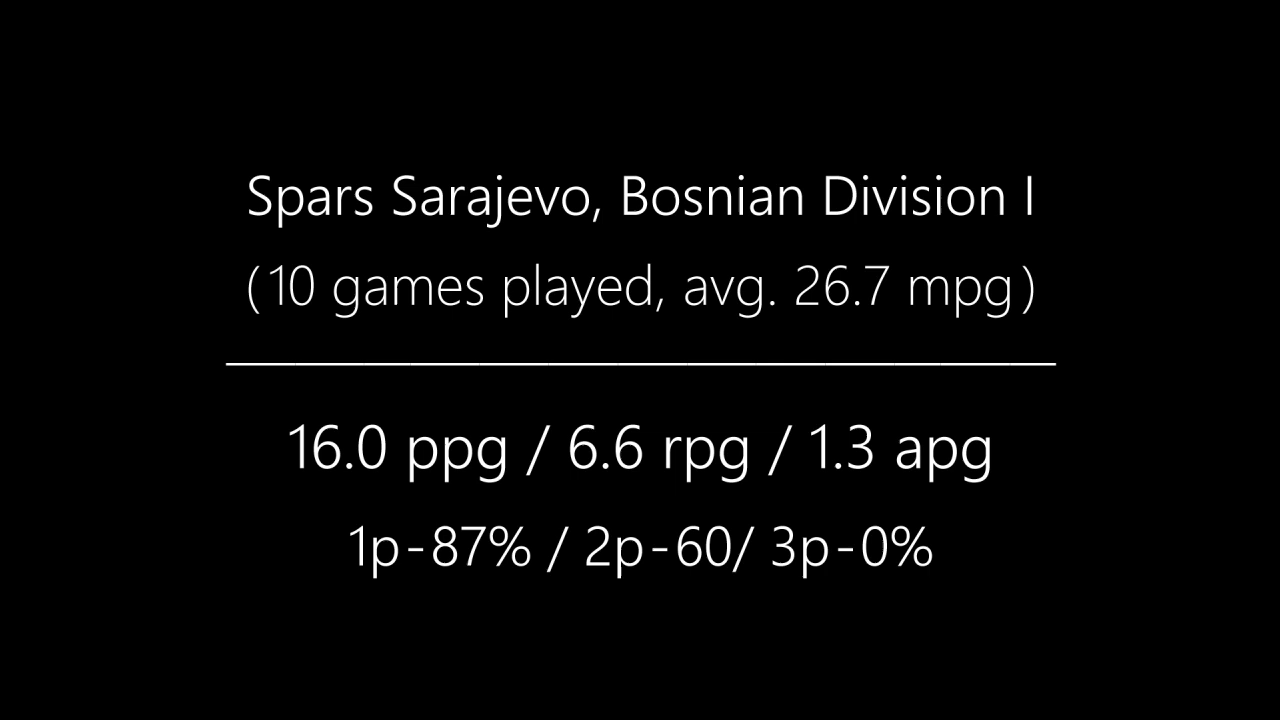 Spars Sarajevo, Bosnian Division I
(10 games played, avg. 26.7 mpg)
16.0 ppg / 6.6 rpg / 1.3 apg
1p-87% / 2p-60/ 3p-0%